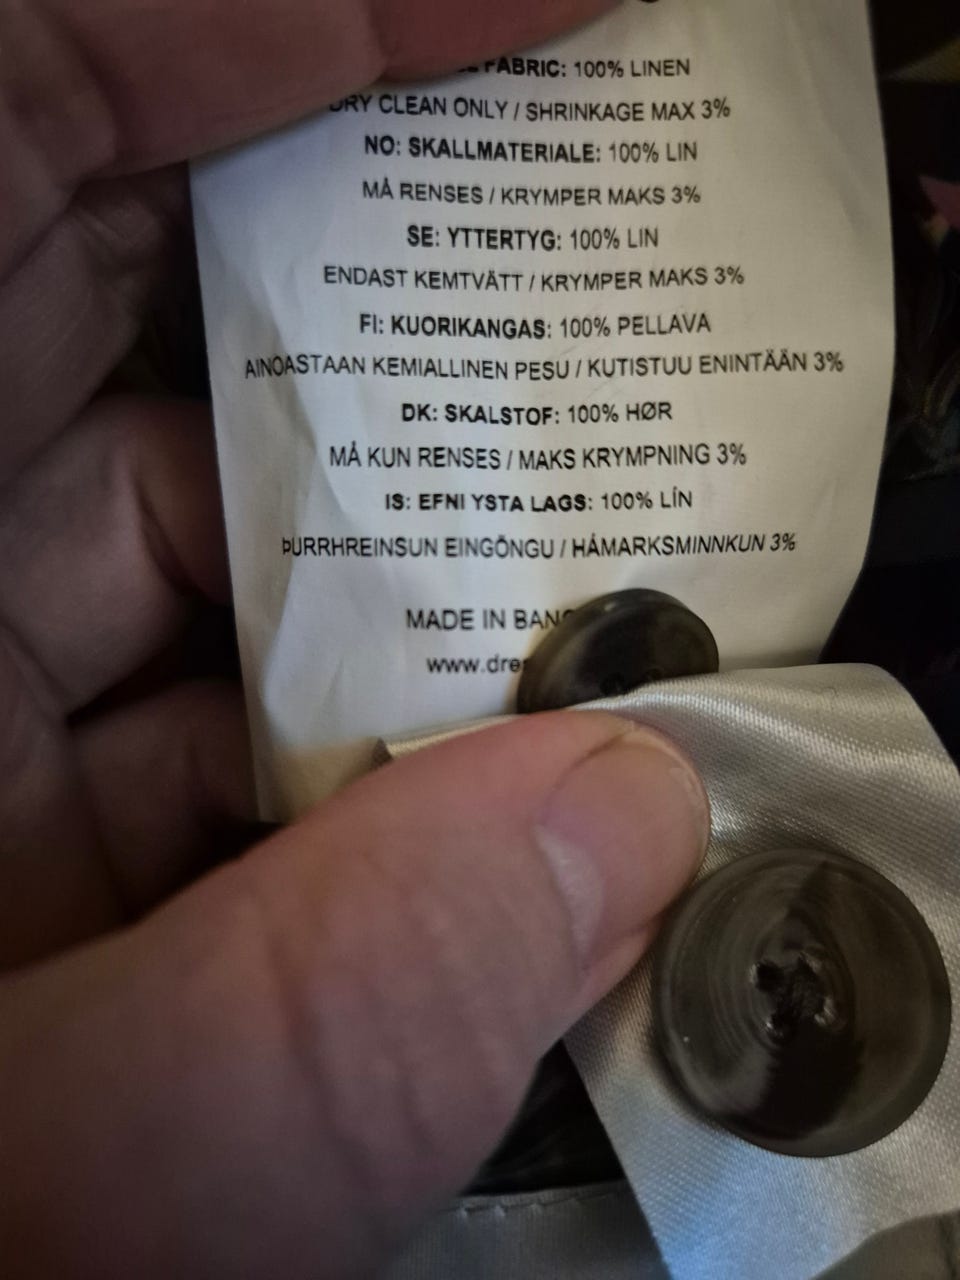 FABRIC: 100% LINEN
DRY CLEAN ONLY / SHRINKAGE MAX 3%
NO: SKALLMATERIALE: 100% LIN
MÅ RENSES / KRYMPER MAKS 3%
SE: YTTERTYG: 100% LIN
ENDAST KEMTVÄTT / KRYMPER MAKS 3%
FI: KUORIKANGAS: 100% PELLAVA
AINOASTAAN KEMIALLINEN PESU / KUTISTUU ENINTÄÄN 3%
DK: SKALSTOF: 100% HØR
MÅ KUN RENSES / MAKS KRYMPNING 3%
IS: EFNI YSTA LAGS: 100% LÍN
ÞURRHREINSUN EINGÖNGU / HÁMARKSMINNKUN 3%
MADE IN